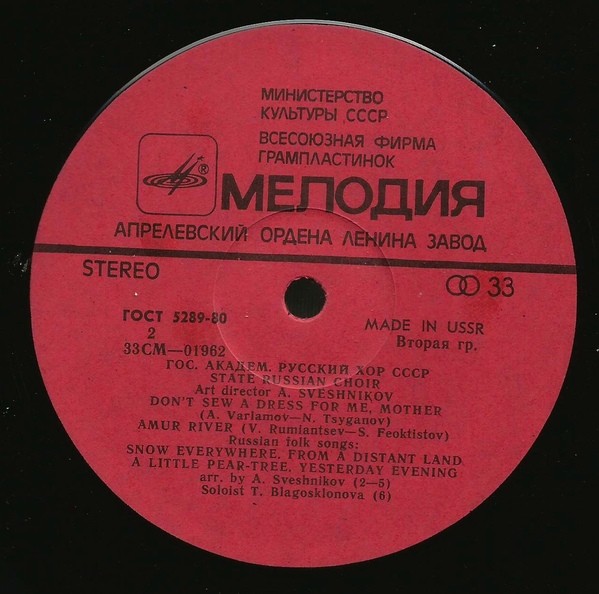 МИНИСТЕРСТВО
КУЛЬТУРЫ СССР
ВСЕСОЮЗНАЯ ФИРМА
ГРАМПЛАСТИНОК
®
МЕЛОДИЯ
АПРЕЛЕВСКИЙ ОРДЕНА ЛЕНИНА ЗАВОД
STEREO 33
ГОСТ 5289-80
MADE IN USSR
2
Вторая гр.
33СМ—01962
ГОС. АКАДЕМ. РУССКИЙ ХОР СССР
STATE RUSSIAN CHOIR
Art director A. SVESHNIKOV
DON'T SEW A DRESS FOR ME, MOTHER
(A. Varlamov—N. Tsyganov)
AMUR RIVER (V. Rumiantsev—S. Feoktistov)
Russian folk songs:
SNOW EVERYWHERE, FROM A DISTANT LAND
A LITTLE PEAR-TREE, YESTERDAY EVENING
arr. by A. Sveshnikov (2—5)
Soloist T. Blagosklonova (6)